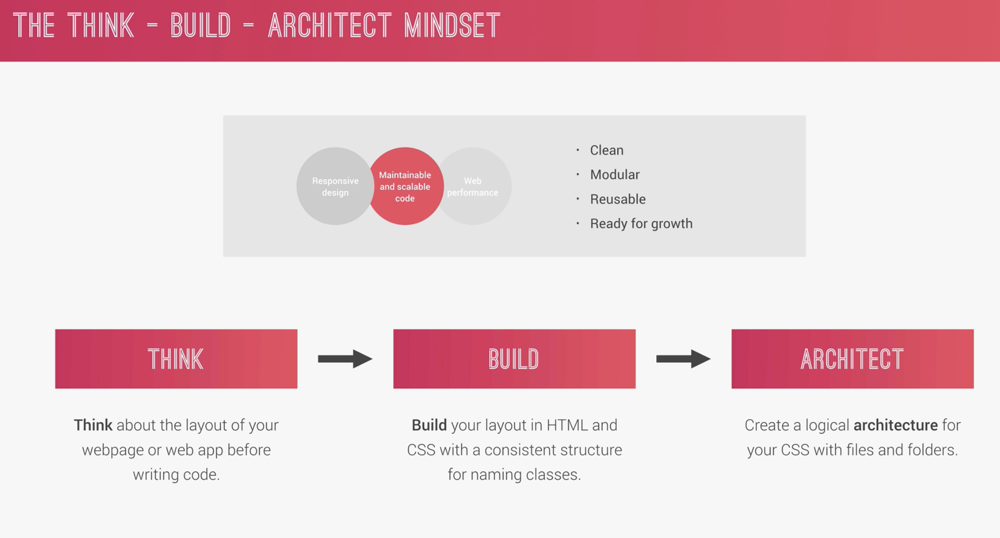 THE THINK – BUILD – ARCHITECT MINDSET
Responsive
design
Maintainable
and scalable
code
Web
performance
· Clean
· Modular
· Reusable
· Ready for growth
THINK
BUILD
ARCHITECT
Think about the layout of your
webpage or web app before
writing code.
Build your layout in HTML and
CSS with a consistent structure
for naming classes.
Create a logical architecture for
your CSS with files and folders.